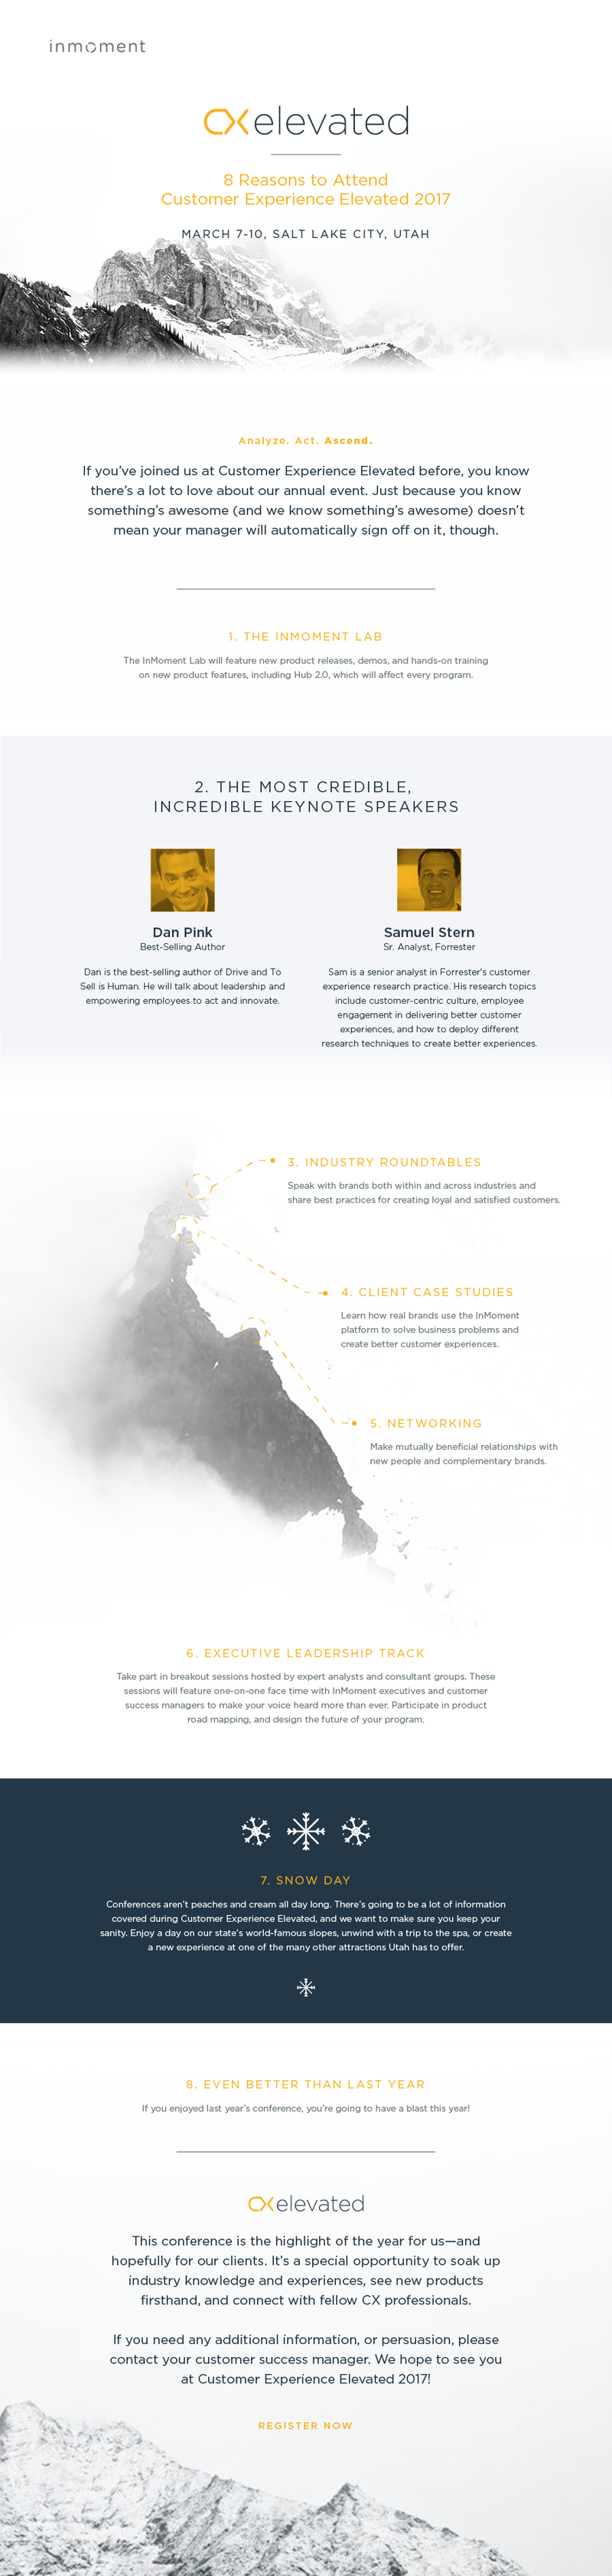 inmoment
CX elevated
8 Reasons to Attend
Customer Experience Elevated 2017
MARCH 7-10, SALT LAKE CITY, UTAH
Analyze. Act. Ascend.
If you’ve joined us at Customer Experience Elevated before, you know
there’s a lot to love about our annual event. Just because you know
something’s awesome (and we know something’s awesome) doesn’t
mean your manager will automatically sign off on it, though.
1. THE INMOMENT LAB
The InMoment Lab will feature new product releases, demos, and hands-on training
on new product features, including Hub 2.0, which will affect every program.
2. THE MOST CREDIBLE,
INCREDIBLE KEYNOTE SPEAKERS
Dan Pink
Best-Selling Author
Dan is the best-selling author of Drive and To
Sell is Human. He will talk about leadership and
empowering employees to act and innovate.
Samuel Stern
Sr. Analyst, Forrester
Sam is a senior analyst in Forrester’s customer
experience research practice. His research topics
include customer-centric culture, employee
engagement in delivering better customer
experiences, and how to deploy different
research techniques to create better experiences.
3. INDUSTRY ROUNDTABLES
Speak with brands both within and across industries and
share best practices for creating loyal and satisfied customers.
4. CLIENT CASE STUDIES
Learn how real brands use the InMoment
platform to solve business problems and
create better customer experiences.
5. NETWORKING
Make mutually beneficial relationships with
new people and complementary brands.
6. EXECUTIVE LEADERSHIP TRACK
Take part in breakout sessions hosted by expert analysts and consultant groups. These
sessions will feature one-on-one face time with InMoment executives and customer
success managers to make your voice heard more than ever. Participate in product
road mapping, and design the future of your program.
7. SNOW DAY
Conferences aren’t peaches and cream all day long. There’s going to be a lot of information
covered during Customer Experience Elevated, and we want to make sure you keep your
sanity. Enjoy a day on our state’s world-famous slopes, unwind with a trip to the spa, or create
a new experience at one of the many other attractions Utah has to offer.
8. EVEN BETTER THAN LAST YEAR
If you enjoyed last year’s conference, you’re going to have a blast this year!
CX elevated
This conference is the highlight of the year for us—and
hopefully for our clients. It’s a special opportunity to soak up
industry knowledge and experiences, see new products
firsthand, and connect with fellow CX professionals.
If you need any additional information, or persuasion, please
contact your customer success manager. We hope to see you
at Customer Experience Elevated 2017!
REGISTER NOW